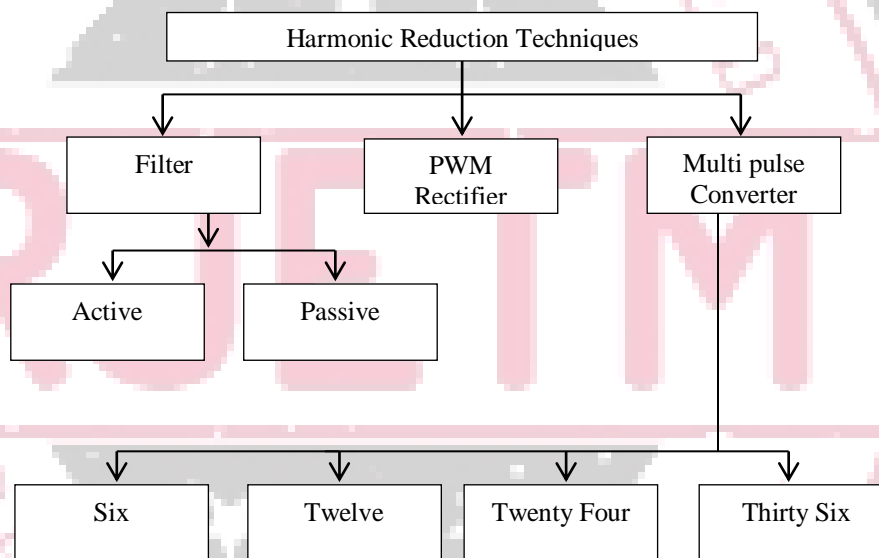 Harmonic Reduction Techniques
Filter
PWM
Rectifier
Multi pulse
Converter
Active
Passive
Six
Twelve
Twenty Four
Thirty Six